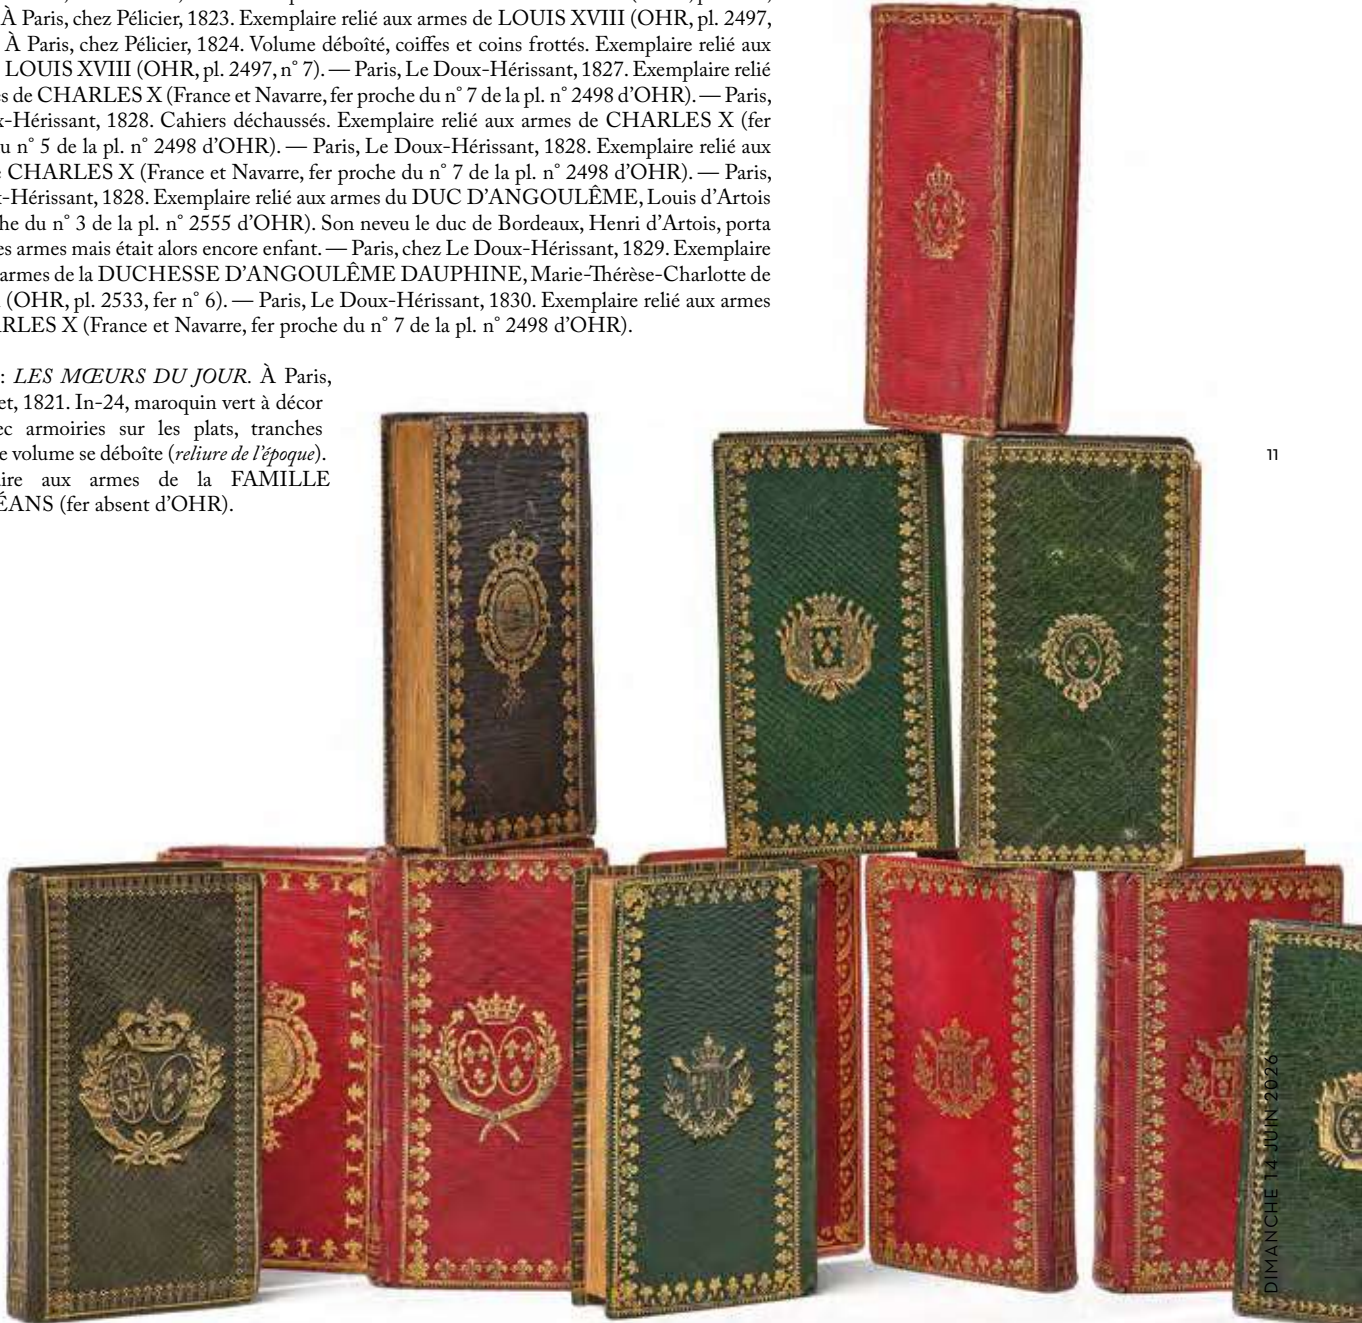 À Paris, chez Pélicier, 1823. Exemplaire relié aux armes de LOUIS XVIII (OHR, pl. 2497,
À Paris, chez Pélicier, 1824. Volume déboîté, coiffes et coins frottés. Exemplaire relié aux
LOUIS XVIII (OHR, pl. 2497, n° 7). — Paris, Le Doux-Hérissant, 1827. Exemplaire relié
de CHARLES X (France et Navarre, fer proche du n° 7 de la pl. n° 2498 d'OHR). — Paris,
x-Hérissant, 1828. Cahiers déchaussés. Exemplaire relié aux armes de CHARLES X (fer
u n° 5 de la pl. n° 2498 d'OHR). — Paris, Le Doux-Hérissant, 1828. Exemplaire relié aux
CHARLES X (France et Navarre, fer proche du n° 7 de la pl. n° 2498 d'OHR). — Paris,
-Hérissant, 1828. Exemplaire relié aux armes du DUC D'ANGOULÊME, Louis d'Artois
he du n° 3 de la pl. n° 2555 d'OHR). Son neveu le duc de Bordeaux, Henri d'Artois, porta
es armes mais était alors encore enfant. — Paris, chez Le Doux-Hérissant, 1829. Exemplaire
armes de la DUCHESSE D'ANGOULÊME DAUPHINE, Marie-Thérèse-Charlotte de
(OHR, pl. 2533, fer n° 6). — Paris, Le Doux-Hérissant, 1830. Exemplaire relié aux armes
RLES X (France et Navarre, fer proche du n° 7 de la pl. n° 2498 d'OHR).
: LES MŒURS DU JOUR. À Paris,
et, 1821. In-24, maroquin vert à décor
ec armoiries sur les plats, tranches
e volume se déboîte (reliure de l'époque).
ire aux armes de la FAMILLE
ÉANS (fer absent d'OHR).
11
DIMANCHE 14 JUIN 2026